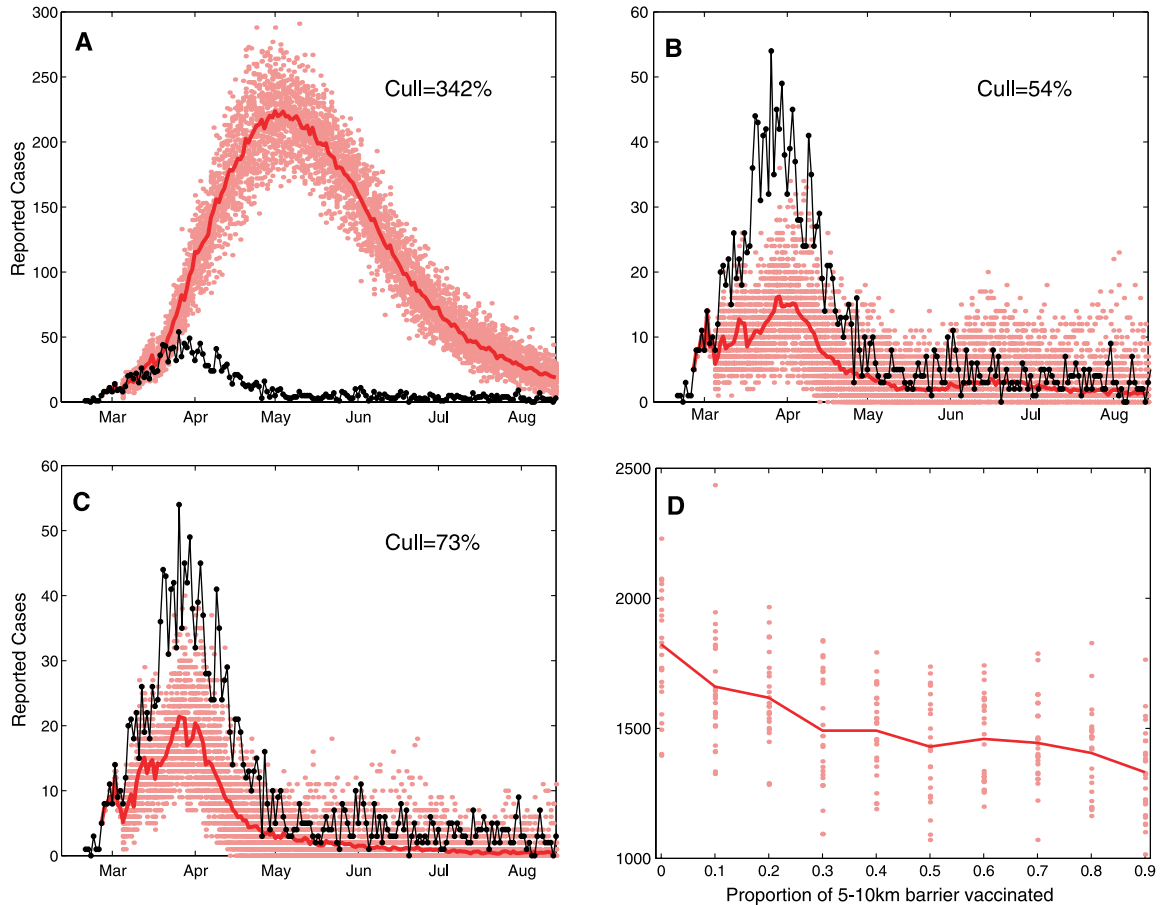 A
Cull=342%
Reported Cases
300
250
200
150
100
50
0
Mar Apr May Jun Jul Aug
B
Cull=54%
60
50
40
30
20
10
0
Mar Apr May Jun Jul Aug
C
Cull=73%
Reported Cases
60
50
40
30
20
10
0
Mar Apr May Jun Jul Aug
D
2500
2000
1500
1000
0 0.1 0.2 0.3 0.4 0.5 0.6 0.7 0.8 0.9
Proportion of 5-10km barrier vaccinated